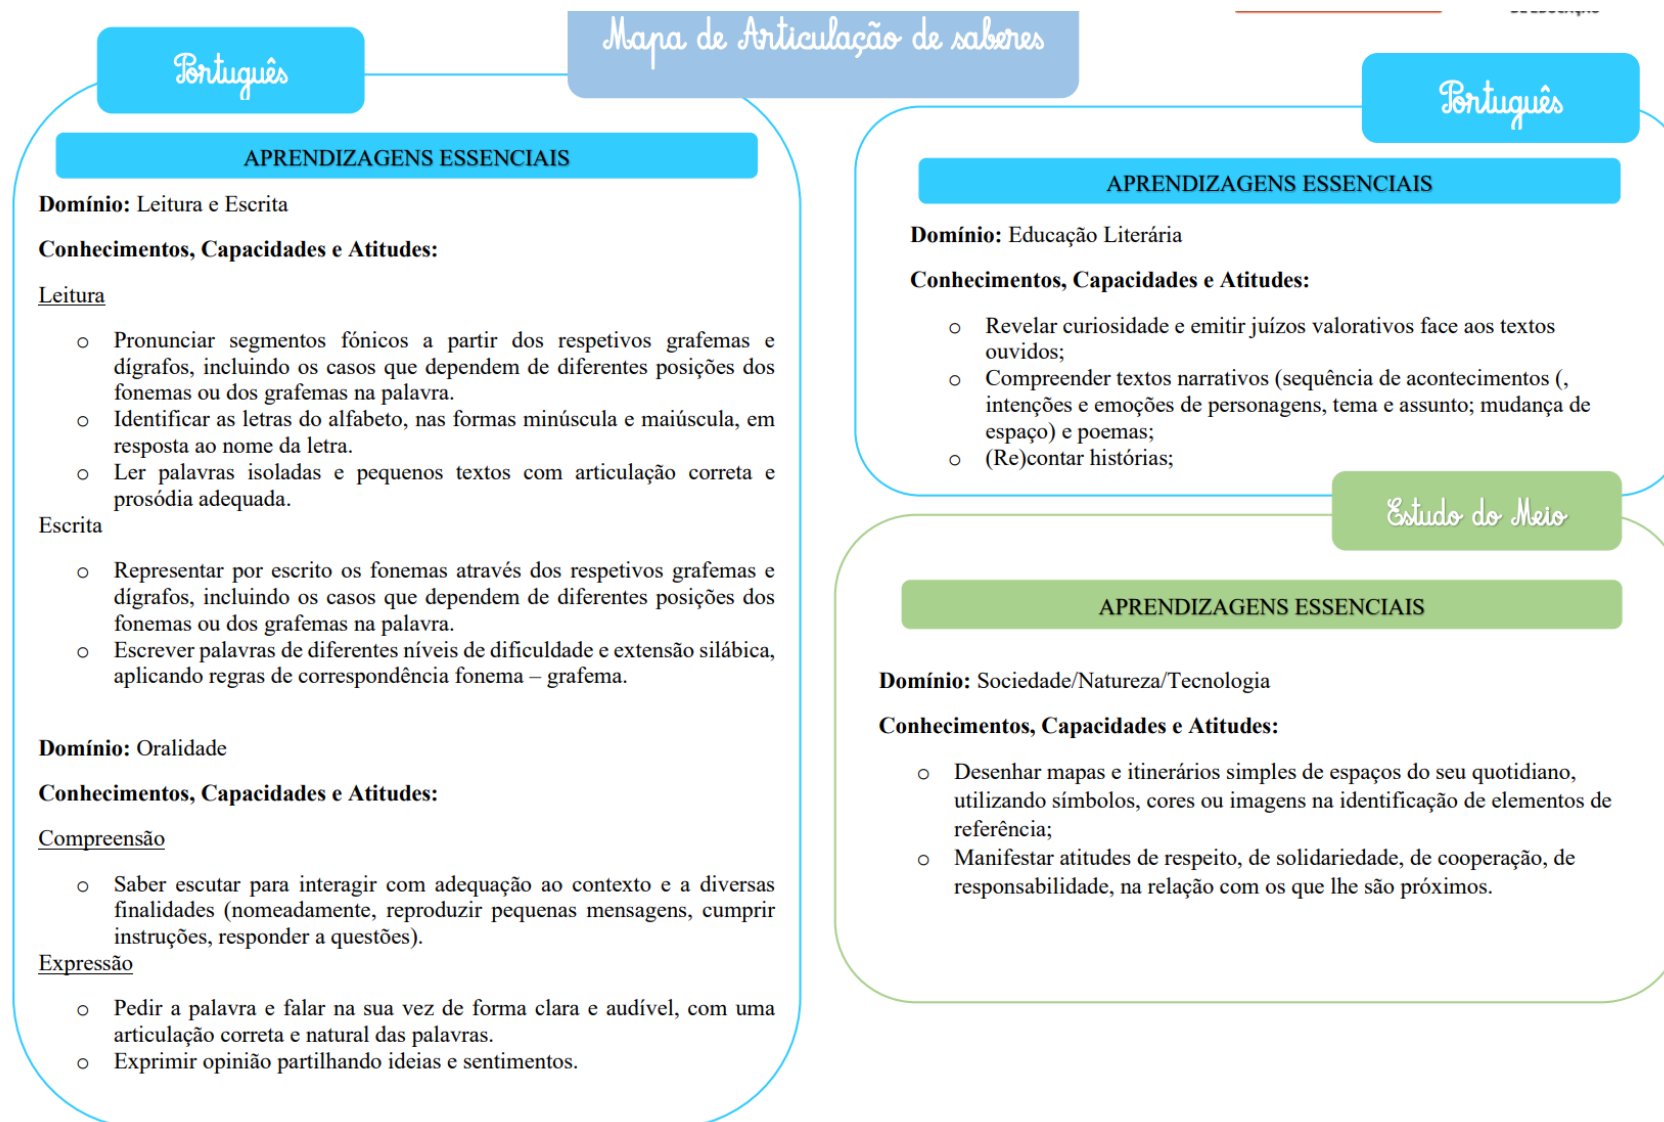 Mapa de Articulação de saberes
Português
APRENDIZAGENS ESSENCIAIS
Domínio: Leitura e Escrita
Conhecimentos, Capacidades e Atitudes:
Leitura
o Pronunciar segmentos fónicos a partir dos respetivos grafemas e
dígrafos, incluindo os casos que dependem de diferentes posições dos
fonemas ou dos grafemas na palavra.
o Identificar as letras do alfabeto, nas formas minúscula e maiúscula, em
resposta ao nome da letra.
o Ler palavras isoladas e pequenos textos com articulação correta e
prosódia adequada.
Escrita
o Representar por escrito os fonemas através dos respetivos grafemas e
dígrafos, incluindo os casos que dependem de diferentes posições dos
fonemas ou dos grafemas na palavra.
o Escrever palavras de diferentes níveis de dificuldade e extensão silábica,
aplicando regras de correspondência fonema – grafema.
Domínio: Oralidade
Conhecimentos, Capacidades e Atitudes:
Compreensão
o Saber escutar para interagir com adequação ao contexto e a diversas
finalidades (nomeadamente, reproduzir pequenas mensagens, cumprir
instruções, responder a questões).
Expressão
o Pedir a palavra e falar na sua vez de forma clara e audível, com uma
articulação correta e natural das palavras.
o Exprimir opinião partilhando ideias e sentimentos.
Português
APRENDIZAGENS ESSENCIAIS
Domínio: Educação Literária
Conhecimentos, Capacidades e Atitudes:
o Revelar curiosidade e emitir juízos valorativos face aos textos
ouvidos;
o Compreender textos narrativos (sequência de acontecimentos (,
intenções e emoções de personagens, tema e assunto; mudança de
espaço) e poemas;
o (Re)contar histórias;
Estudo do Meio
APRENDIZAGENS ESSENCIAIS
Domínio: Sociedade/Natureza/Tecnologia
Conhecimentos, Capacidades e Atitudes:
o Desenhar mapas e itinerários simples de espaços do seu quotidiano,
utilizando símbolos, cores ou imagens na identificação de elementos de
referência;
o Manifestar atitudes de respeito, de solidariedade, de cooperação, de
responsabilidade, na relação com os que lhe são próximos.